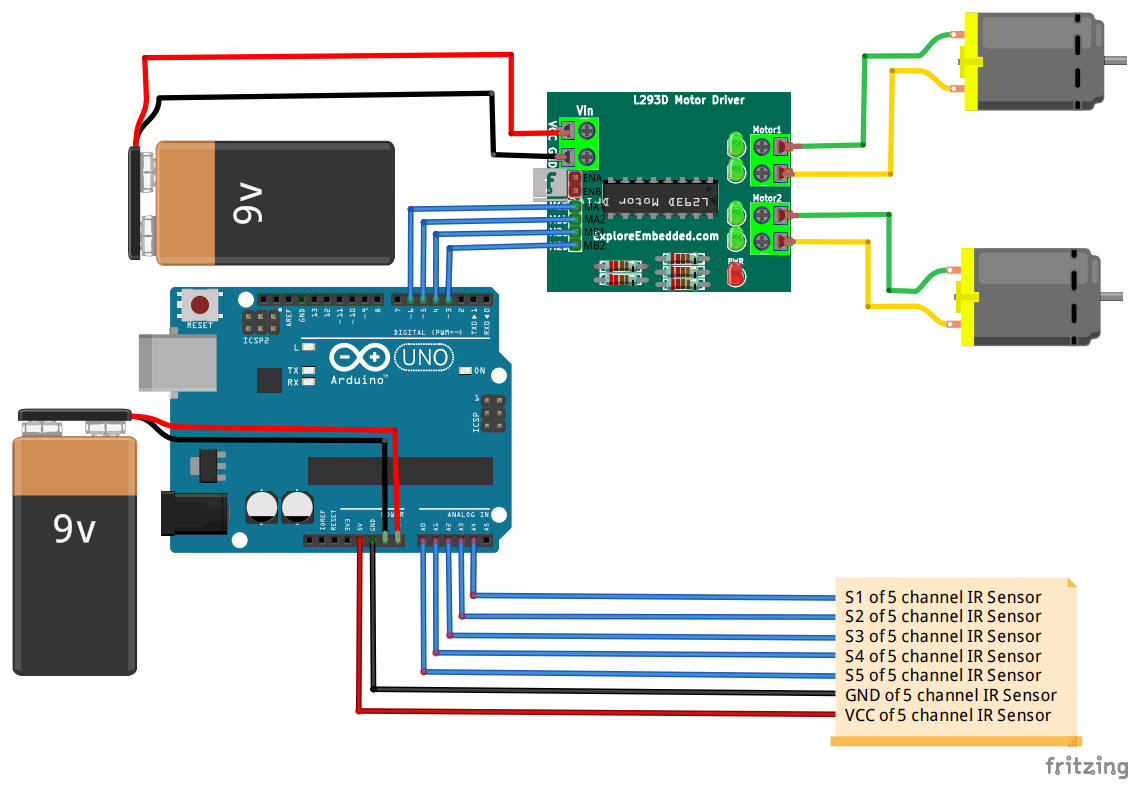 L293D Motor Driver
Vin
VCC GND
Motor1
ENA
ENB
L293D Motor Driver
MA1
MA2
MB1
MB2
Motor2
ExploreEmbedded.com
PWR
9v
RESET
ICSP2
AREF
GND
13
12
~11
~10
~9
8
7
~6
~5
4
~3
2
TX0▶1
RX0◀0
DIGITAL (PWM=~)
L
TX
RX
UNO
Arduino™
ON
1
ICSP
9v
IOREF
RESET
3V3
5V
GND
POWER
ANALOG IN
A0
A1
A2
A3
A4
A5
S1 of 5 channel IR Sensor
S2 of 5 channel IR Sensor
S3 of 5 channel IR Sensor
S4 of 5 channel IR Sensor
S5 of 5 channel IR Sensor
GND of 5 channel IR Sensor
VCC of 5 channel IR Sensor
fritzing